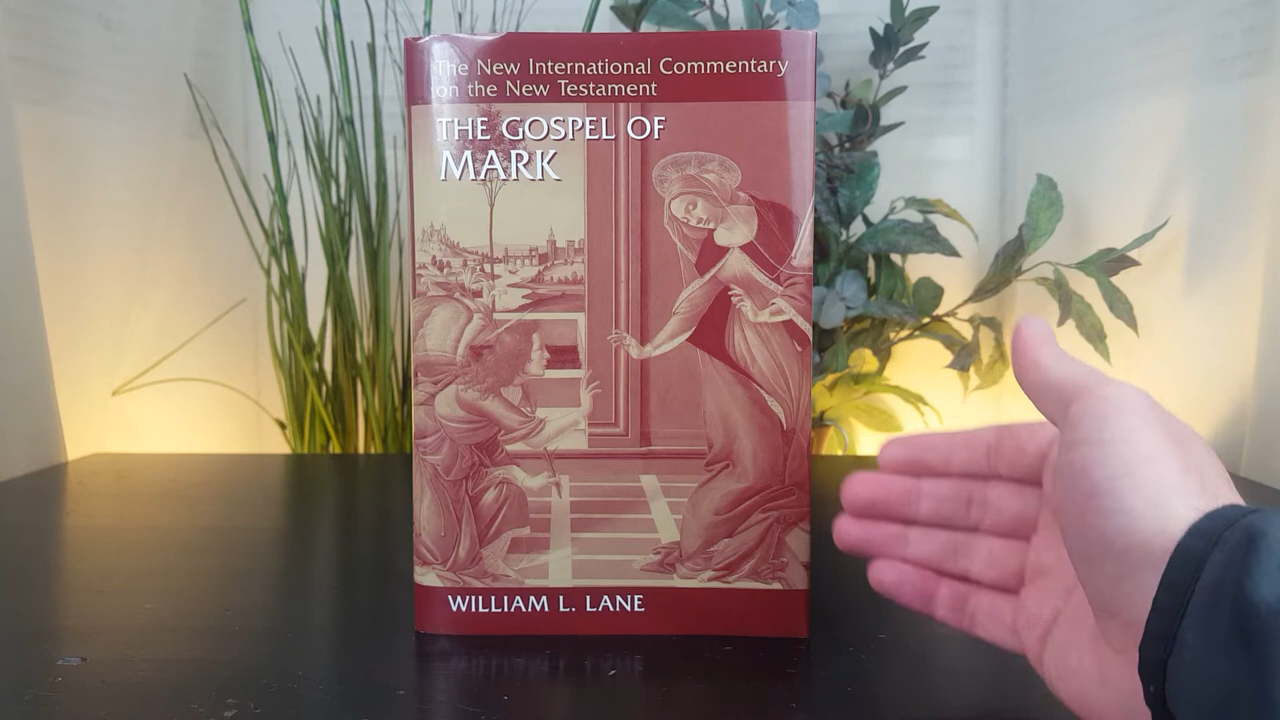 The New International Commentary
on the New Testament
THE GOSPEL OF
MARK
WILLIAM L. LANE